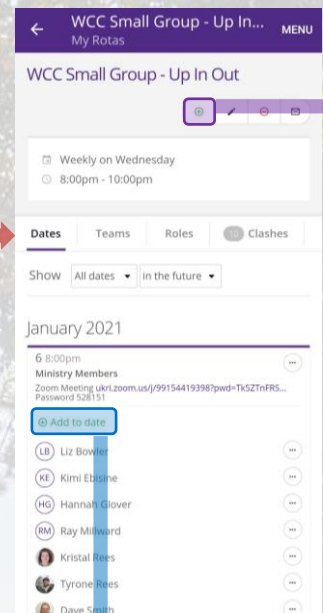 WCC Small Group - Up In... MENU
My Rotas
WCC Small Group - Up In Out
Weekly on Wednesday
8:00pm - 10:00pm
Dates Teams Roles 10 Clashes
Show All dates in the future
January 2021
6 8:00pm
Ministry Members
Zoom Meeting ukri.zoom.us/j/99154419398?pwd=Tk5ZTnFRS...
Password 528151
Add to date
LB Liz Bowler
KE Kimi Ebisine
HG Hannah Glover
RM Ray Millward
Kristal Rees
Tyrone Rees
Dave Smith